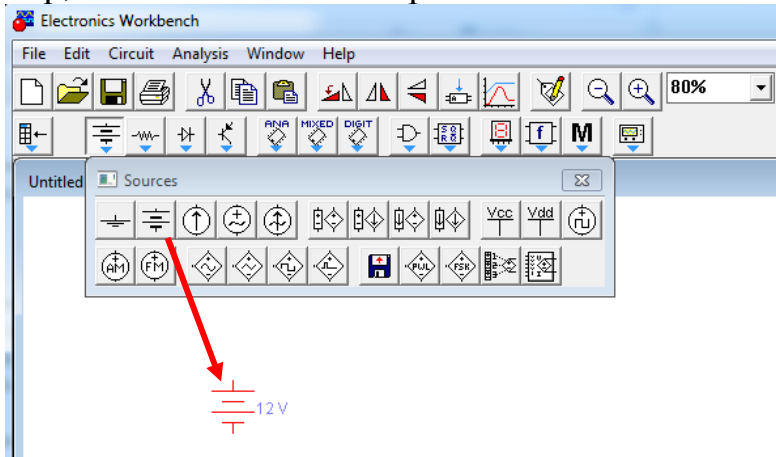 Electronics Workbench
File Edit Circuit Analysis Window Help
80%
ANA MIXED DIGIT
f M
Untitled
Sources
Vcc Vdd
AM FM PWL FSK
12 V